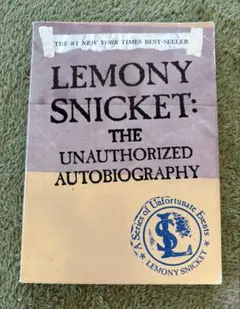 THE #1 NEW YORK TIMES BEST-SELLER
LEMONY
SNICKET:
THE
UNAUTHORIZED
AUTOBIOGRAPHY
A Series of Unfortunate Events
LS
LEMONY SNICKET